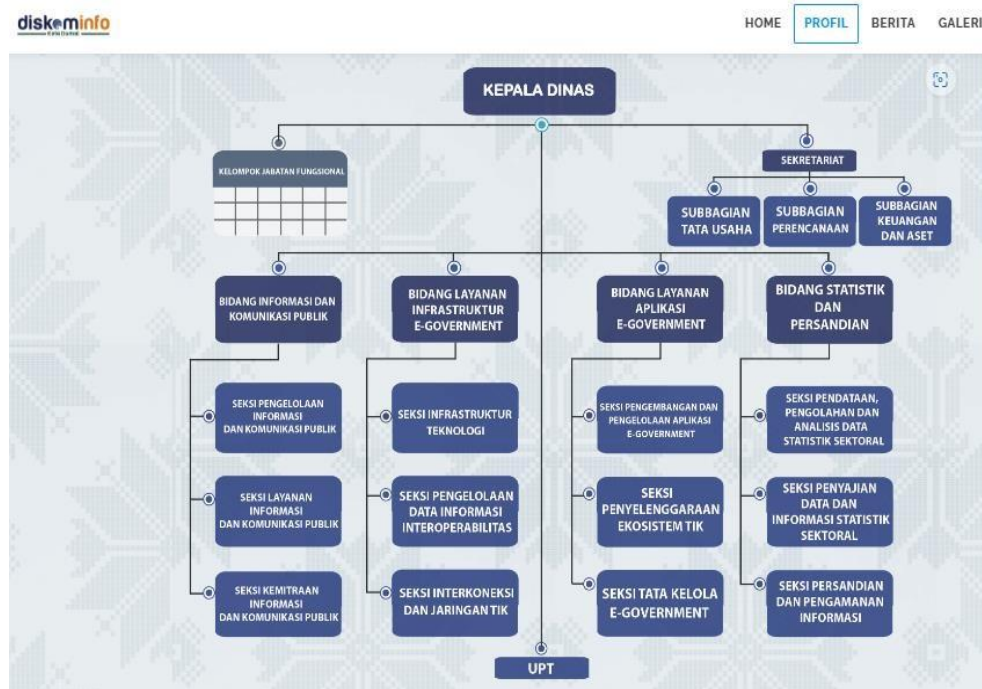 diskominfo
HOME PROFIL BERITA GALERI
KEPALA DINAS
KELOMPOK JABATAN FUNGSIONAL
SEKRETARIAT
SUBBAGIAN
TATA USAHA
SUBBAGIAN
PERENCANAAN
SUBBAGIAN
KEUANGAN
DAN ASET
BIDANG INFORMASI DAN
KOMUNIKASI PUBLIK
BIDANG LAYANAN
INFRASTRUKTUR
E-GOVERNMENT
BIDANG LAYANAN
APLIKASI
E-GOVERNMENT
BIDANG STATISTIK
DAN
PERSANDIAN
SEKSI PENGELOLAAN
INFORMASI
DAN KOMUNIKASI PUBLIK
SEKSI INFRASTRUKTUR
TEKNOLOGI
SEKSI PENGEMBANGAN DAN
PENGELOLAAN APLIKASI
E-GOVERNMENT
SEKSI PENDATAAN,
PENGOLAHAN DAN
ANALISIS DATA
STATISTIK SEKTORAL
SEKSI LAYANAN
INFORMASI
DAN KOMUNIKASI PUBLIK
SEKSI PENGELOLAAN
DATA INFORMASI
INTEROPERABILITAS
SEKSI
PENYELENGGARAAN
EKOSISTEM TIK
SEKSI PENYAJIAN
DATA DAN
INFORMASI STATISTIK
SEKTORAL
SEKSI KEMITRAAN
INFORMASI
DAN KOMUNIKASI PUBLIK
SEKSI INTERKONEKSI
DAN JARINGAN TIK
SEKSI TATA KELOLA
E-GOVERNMENT
SEKSI PERSANDIAN
DAN PENGAMANAN
INFORMASI
UPT